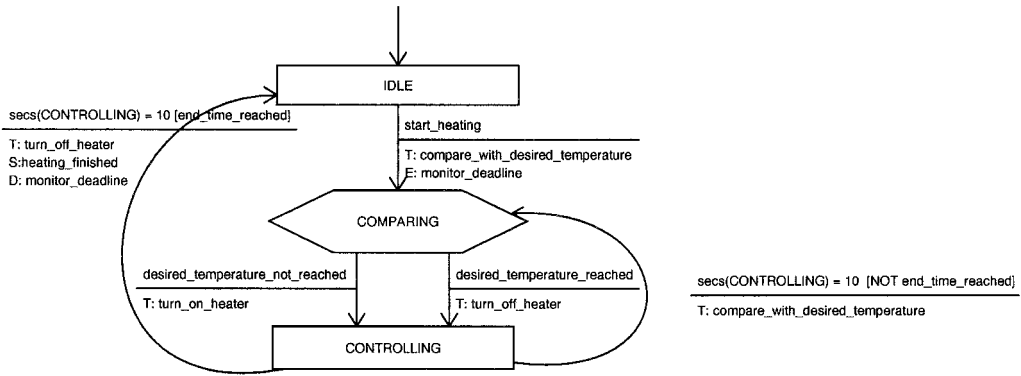 IDLE
secs(CONTROLLING) = 10 [end_time_reached]
T: turn_off_heater
S:heating_finished
D: monitor_deadline
start_heating
T: compare_with_desired_temperature
E: monitor_deadline
COMPARING
desired_temperature_not_reached
T: turn_on_heater
desired_temperature_reached
T: turn_off_heater
secs(CONTROLLING) = 10 [NOT end_time_reached]
T: compare_with_desired_temperature
CONTROLLING